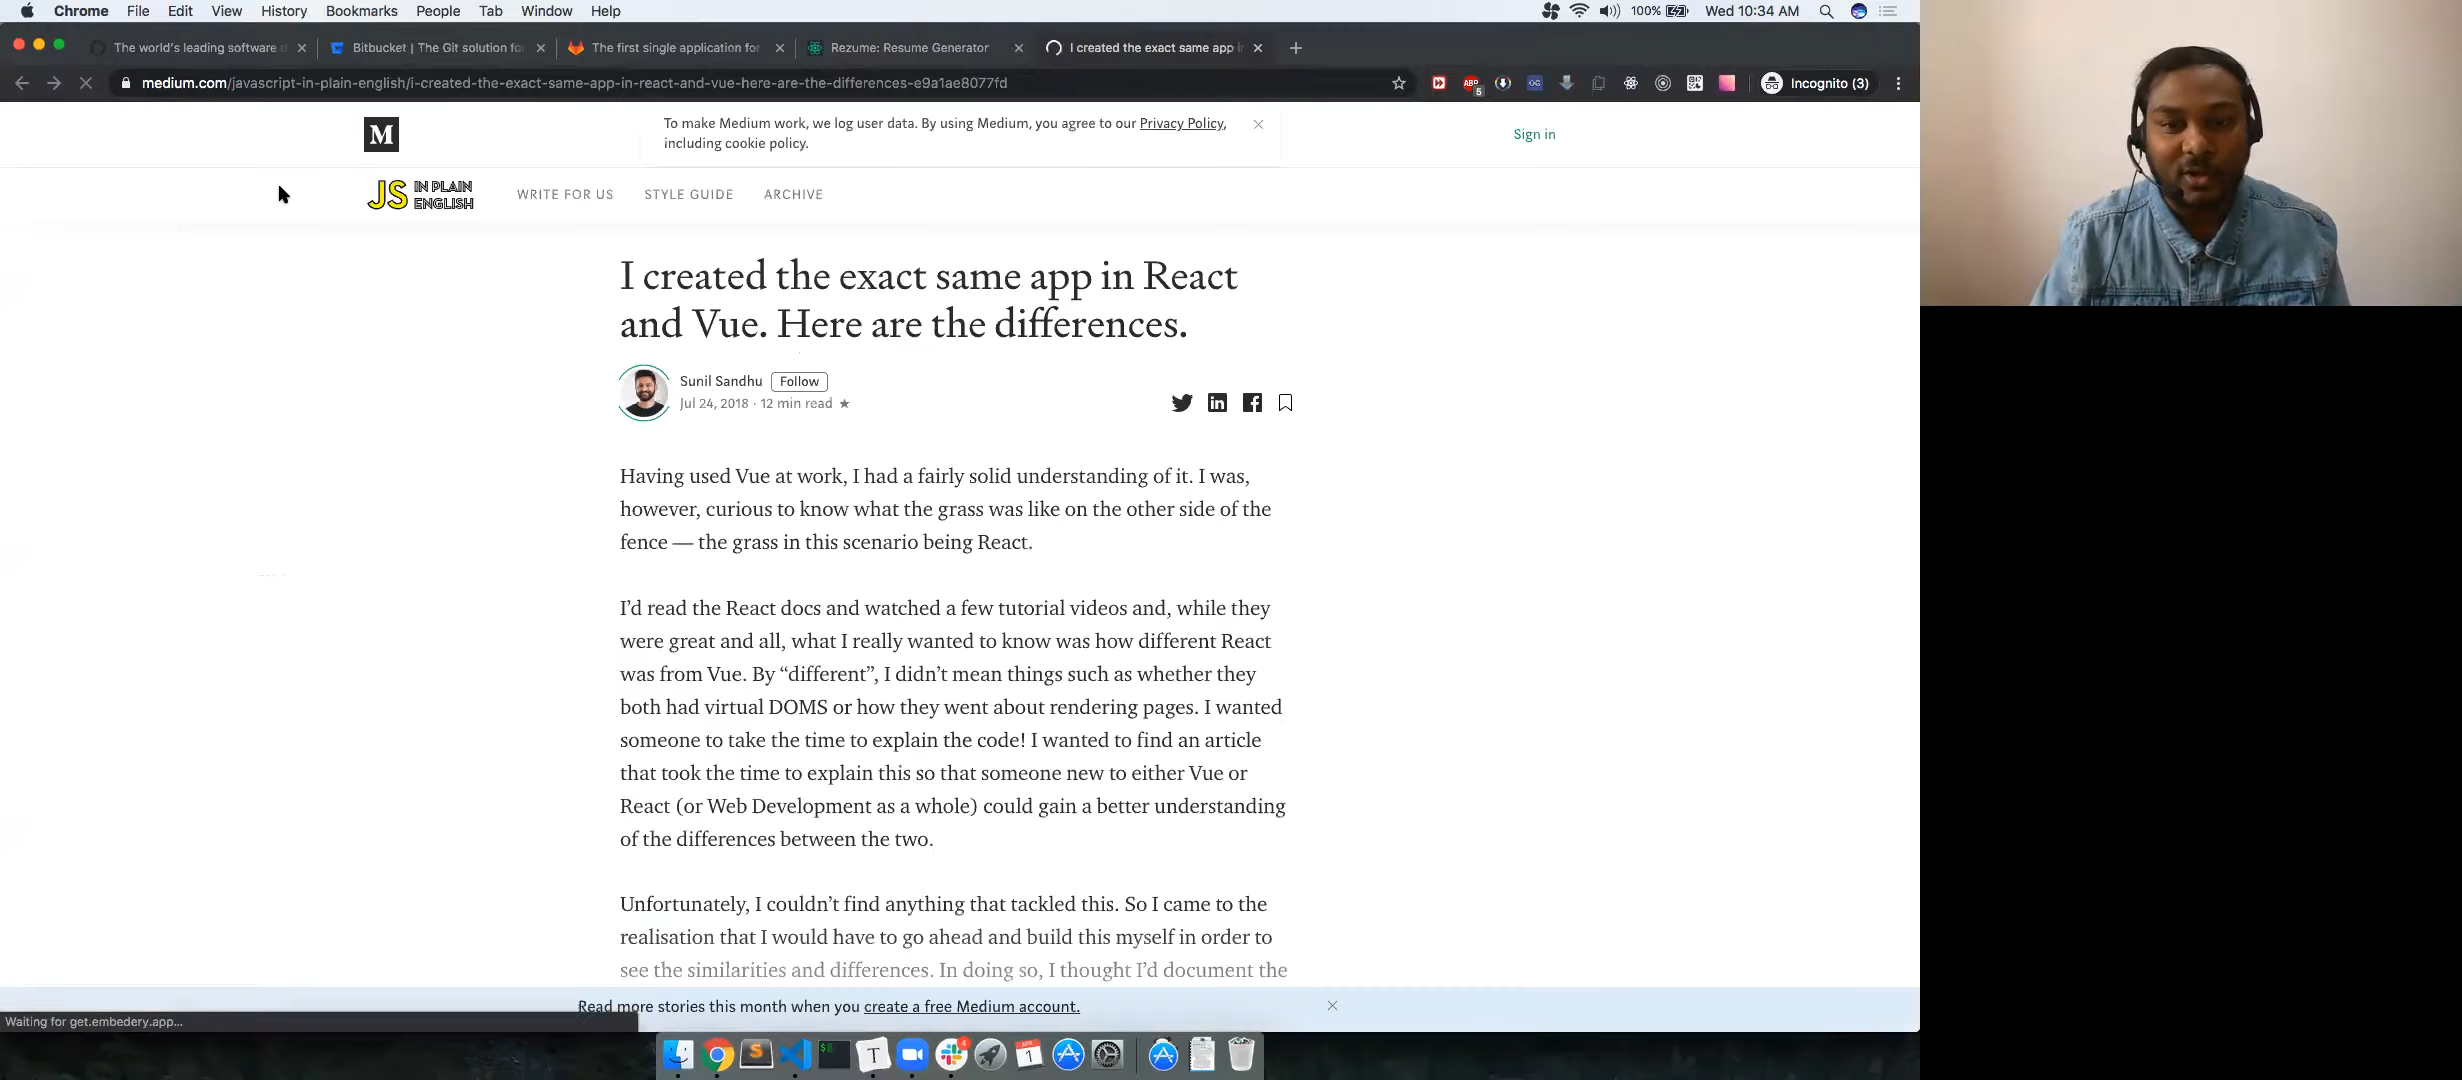 Chrome File Edit View History Bookmarks People Tab Window Help
100% Wed 10:34 AM
The world's leading software d
Bitbucket | The Git solution fo
The first single application for
Rezume: Resume Generator
I created the exact same app in
medium.com/javascript-in-plain-english/i-created-the-exact-same-app-in-react-and-vue-here-are-the-differences-e9a1ae8077fd
ABP
5
OG
Incognito (3)
M
To make Medium work, we log user data. By using Medium, you agree to our Privacy Policy,
including cookie policy.
Sign in
JS IN PLAIN
ENGLISH
WRITE FOR US STYLE GUIDE ARCHIVE
I created the exact same app in React
and Vue. Here are the differences.
Sunil Sandhu Follow
Jul 24, 2018 · 12 min read ★
Having used Vue at work, I had a fairly solid understanding of it. I was,
however, curious to know what the grass was like on the other side of the
fence — the grass in this scenario being React.
I’d read the React docs and watched a few tutorial videos and, while they
were great and all, what I really wanted to know was how different React
was from Vue. By “different”, I didn’t mean things such as whether they
both had virtual DOMS or how they went about rendering pages. I wanted
someone to take the time to explain the code! I wanted to find an article
that took the time to explain this so that someone new to either Vue or
React (or Web Development as a whole) could gain a better understanding
of the differences between the two.
Unfortunately, I couldn’t find anything that tackled this. So I came to the
realisation that I would have to go ahead and build this myself in order to
see the similarities and differences. In doing so, I thought I’d document the
Read more stories this month when you create a free Medium account.
Waiting for get.embedery.app...
S
T
4
APR
1